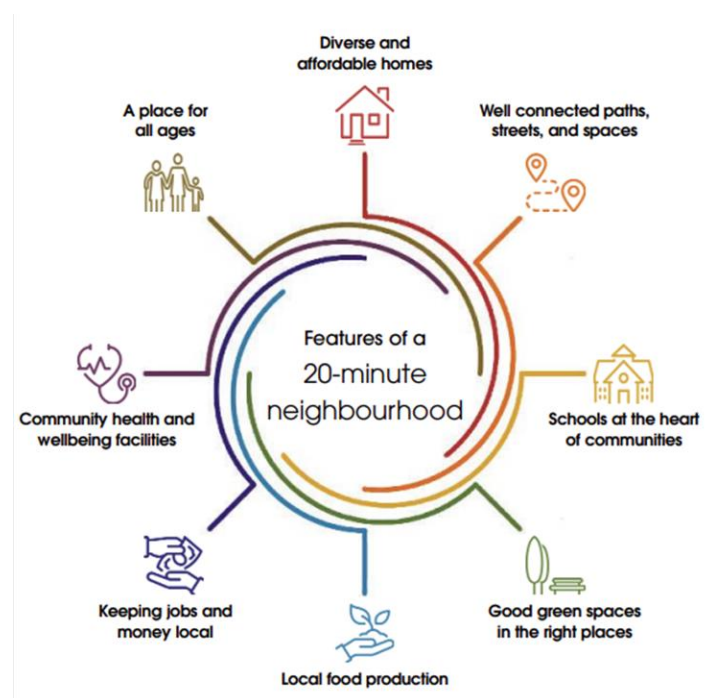 Diverse and
affordable homes
Well connected paths,
streets, and spaces
Schools at the heart
of communities
Good green spaces
in the right places
Local food production
Keeping jobs and
money local
Community health and
wellbeing facilities
A place for
all ages
Features of a
20-minute
neighbourhood